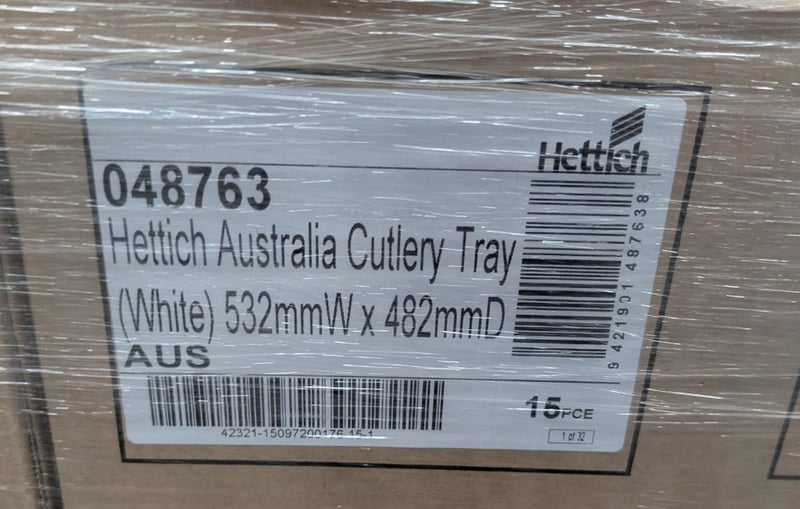 Hettich
048763
Hettich Australia Cutlery Tray
(White) 532mmW x 482mmD
AUS
9 421901 487638
42321-15097200176-15-1
15PCE
1 of 32